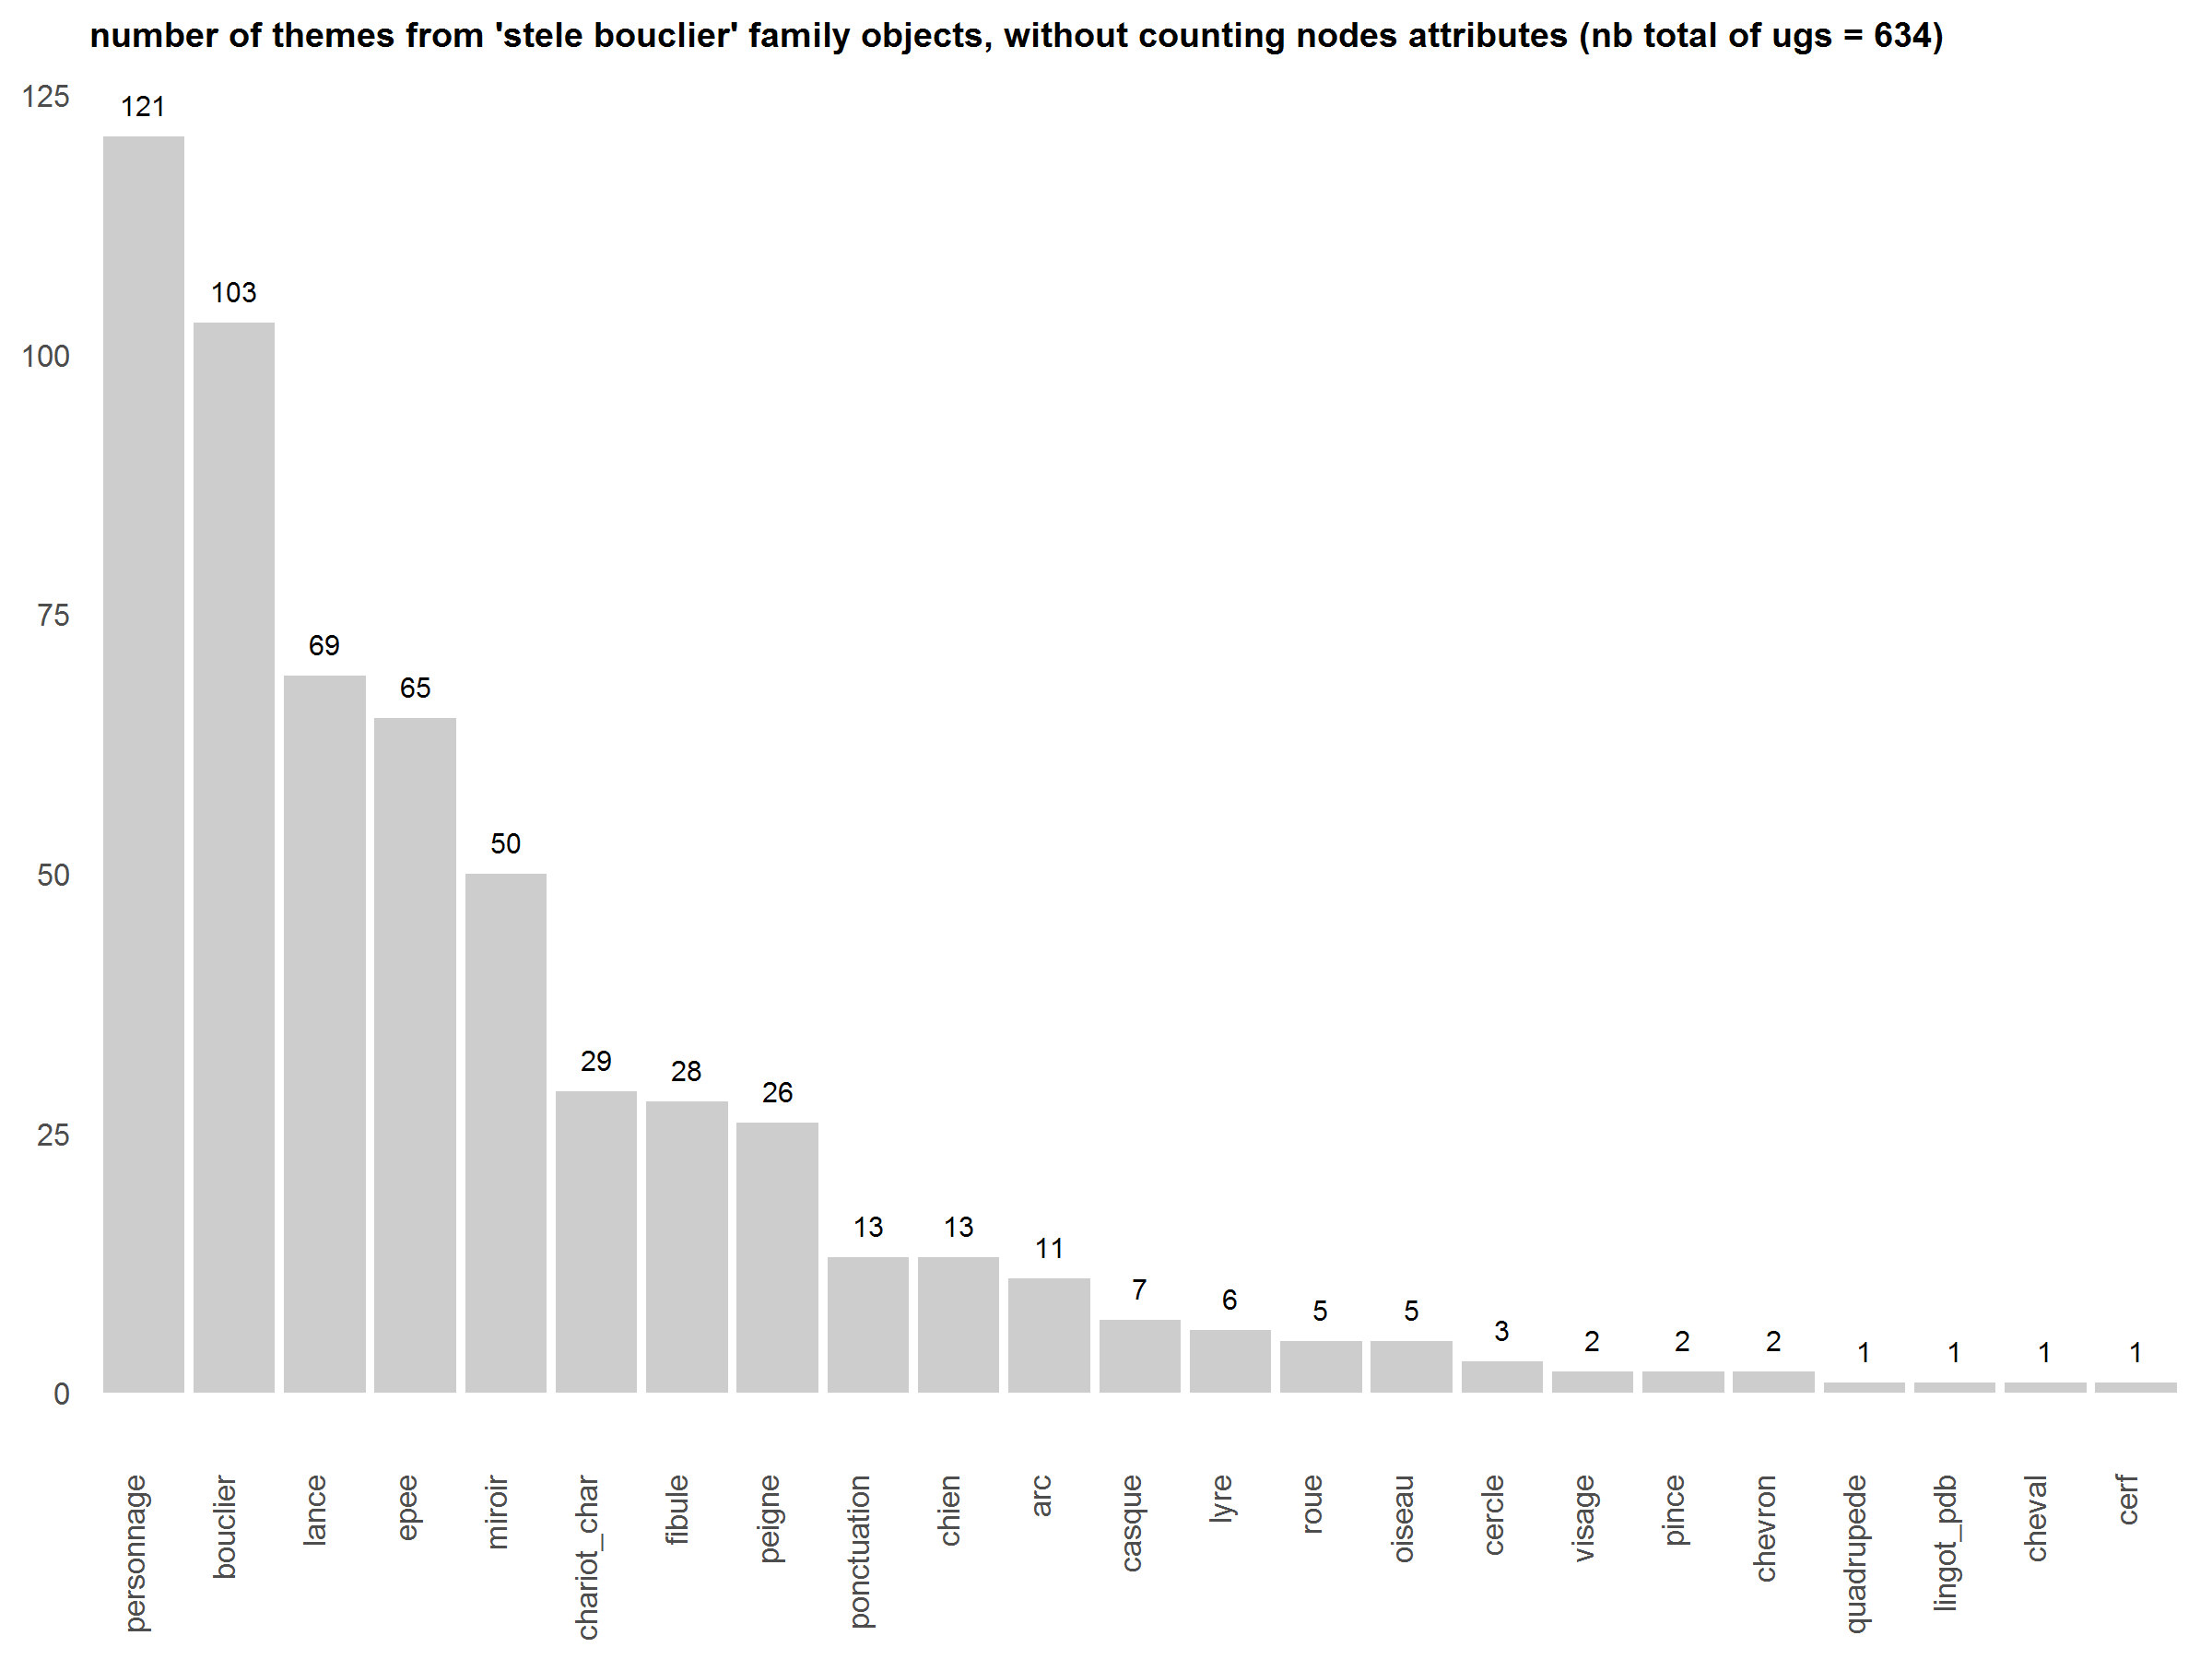 number of themes from 'stele bouclier' family objects, without counting nodes attributes (nb total of ugs = 634)
125
100
75
50
25
0
121
103
69
65
50
29
28
26
13
13
11
7
6
5
5
3
2
2
2
1
1
1
1
personnage
bouclier
lance
epee
miroir
chariot_char
fibule
peigne
ponctuation
chien
arc
casque
lyre
roue
oiseau
cercle
visage
pince
chevron
quadrupede
lingot_pdb
cheval
cerf